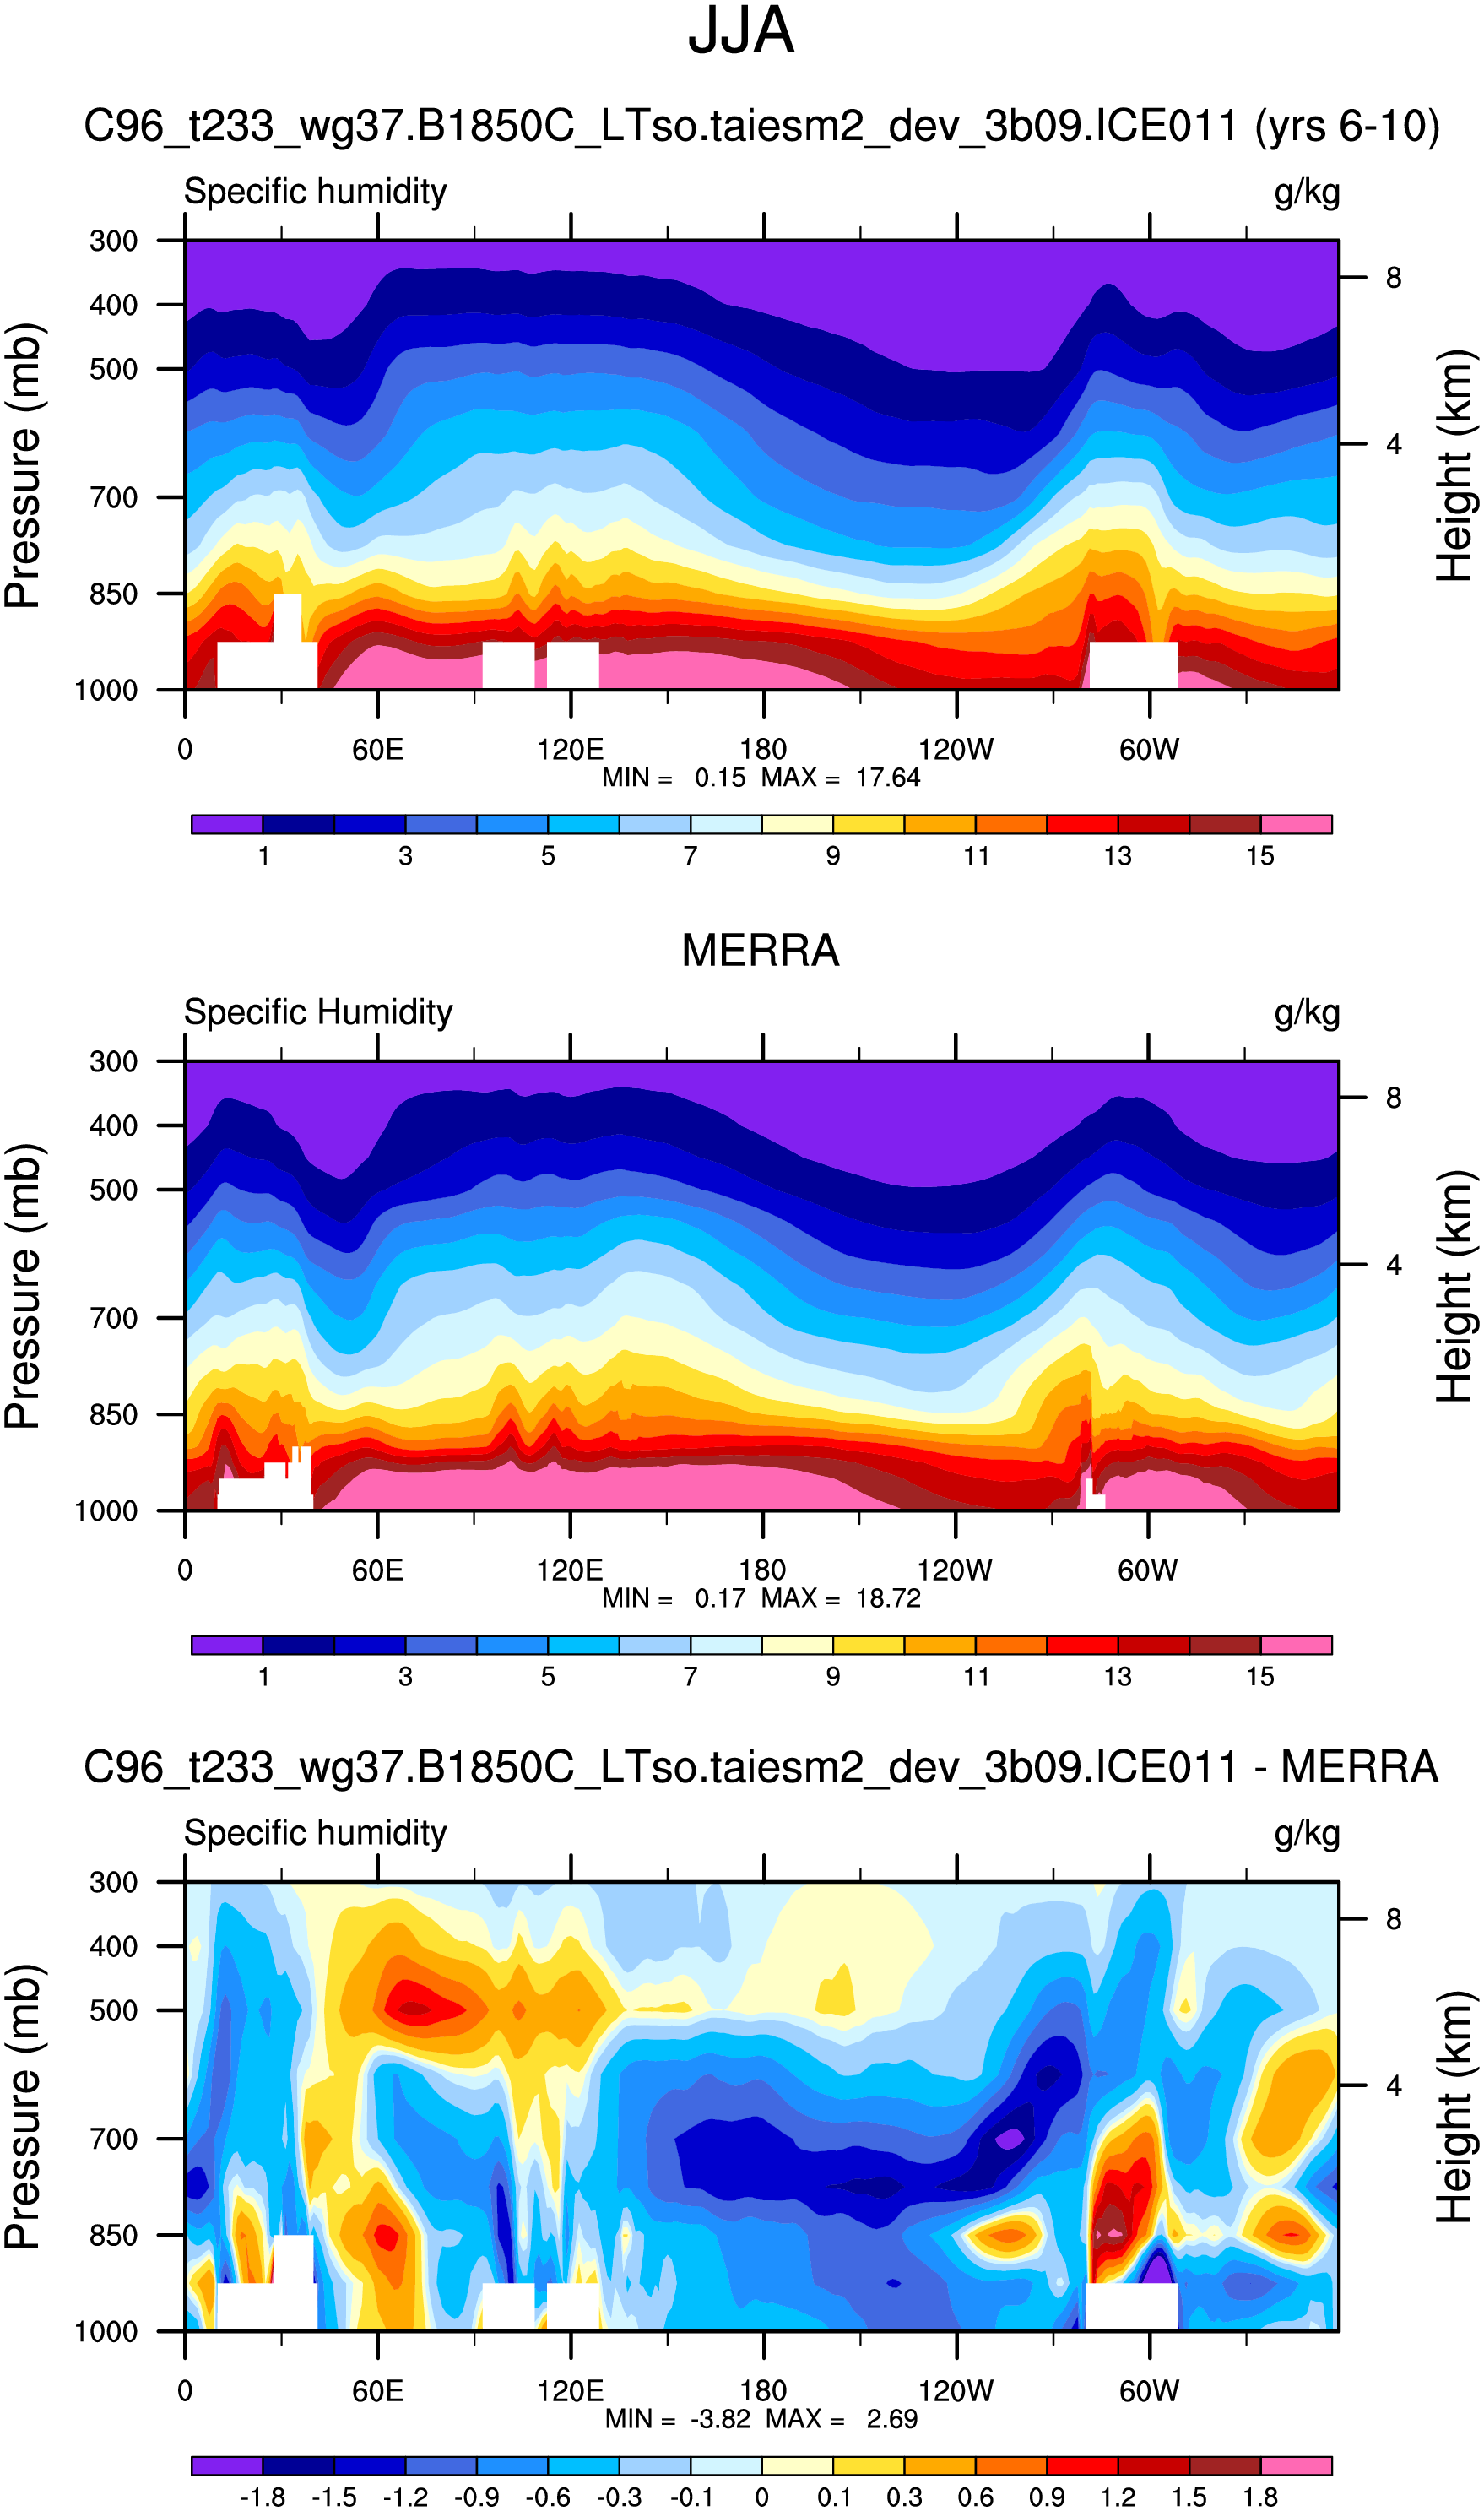 JJA
C96_t233_wg37.B1850C_LTso.taiesm2_dev_3b09.ICE011 (yrs 6-10)
Specific humidity g/kg
300
400
500
700
850
1000
Pressure (mb)
8
4
Height (km)
0 60E 120E 180 120W 60W
MIN = 0.15 MAX = 17.64
1 3 5 7 9 11 13 15
MERRA
Specific Humidity g/kg
300
400
500
700
850
1000
Pressure (mb)
8
4
Height (km)
0 60E 120E 180 120W 60W
MIN = 0.17 MAX = 18.72
1 3 5 7 9 11 13 15
C96_t233_wg37.B1850C_LTso.taiesm2_dev_3b09.ICE011 - MERRA
Specific humidity g/kg
300
400
500
700
850
1000
Pressure (mb)
8
4
Height (km)
0 60E 120E 180 120W 60W
MIN = -3.82 MAX = 2.69
-1.8 -1.5 -1.2 -0.9 -0.6 -0.3 -0.1 0 0.1 0.3 0.6 0.9 1.2 1.5 1.8